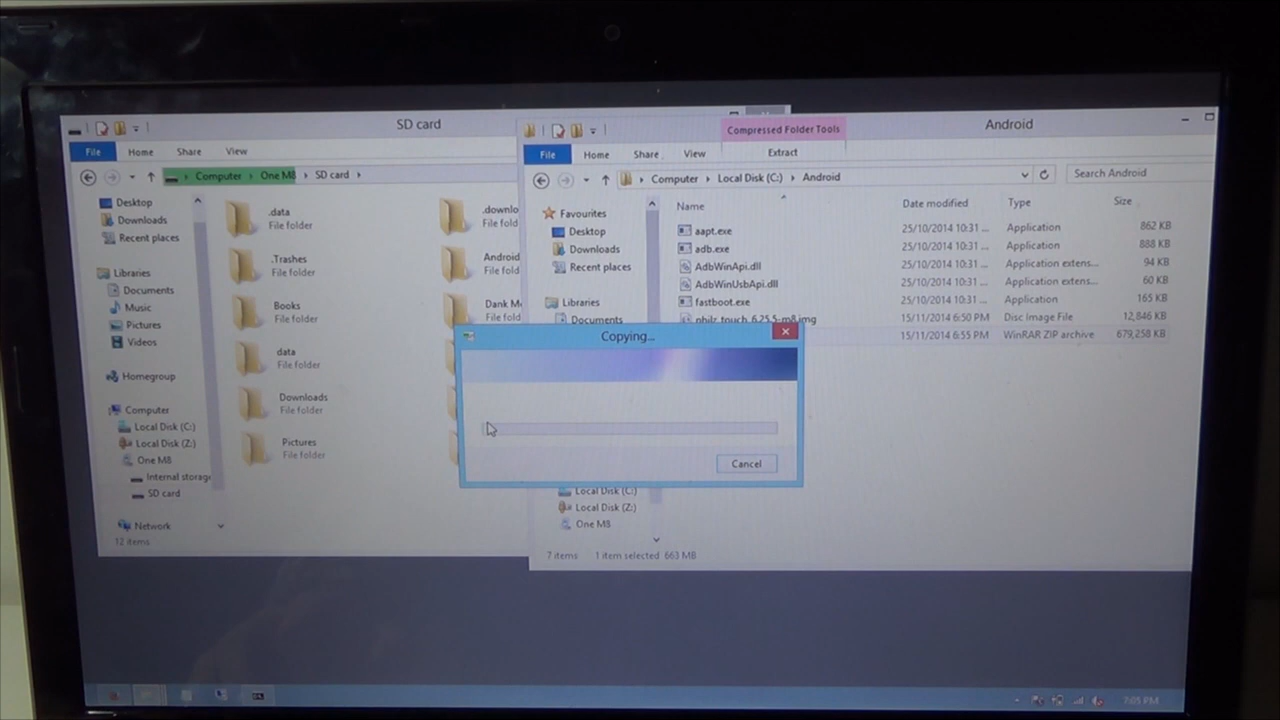 SD card
File Home Share View
Computer One M8 SD card
Desktop
Downloads
Recent places
Libraries
Documents
Music
Pictures
Videos
Homegroup
Computer
Local Disk (C:)
Local Disk (Z:)
One M8
Internal storage
SD card
Network
12 items
.data
File folder
.Trashes
File folder
Books
File folder
data
File folder
Downloads
File folder
Pictures
File folder
.downlo
File fold
Android
File fold
Dank M
File fold
Compressed Folder Tools
Android
File Home Share View Extract
Computer Local Disk (C:) Android
Search Android
Favourites
Desktop
Downloads
Recent places
Libraries
Documents
Local Disk (C:)
Local Disk (Z:)
One M8
Name Date modified Type Size
aapt.exe 25/10/2014 10:31 ... Application 862 KB
adb.exe 25/10/2014 10:31 ... Application 888 KB
AdbWinApi.dll 25/10/2014 10:31 ... Application extens... 94 KB
AdbWinUsbApi.dll 25/10/2014 10:31 ... Application extens... 60 KB
fastboot.exe 25/10/2014 10:31 ... Application 165 KB
philz_touch_6.25.5-m8.img 15/11/2014 6:50 PM Disc Image File 12,846 KB
15/11/2014 6:55 PM WinRAR ZIP archive 679,258 KB
7 items 1 item selected 663 MB
Copying...
Cancel
7:05 PM